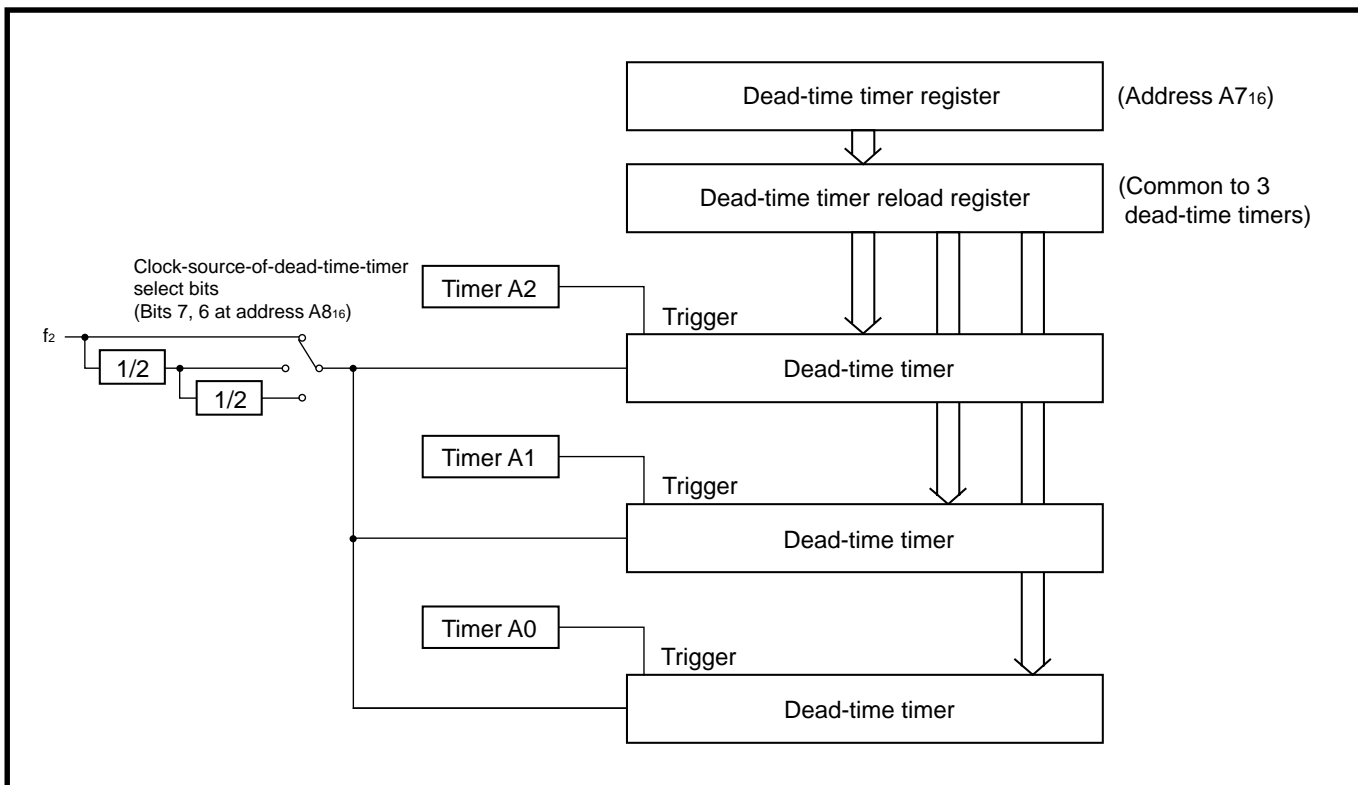 Dead-time timer register
(Address A7₁₆)
Dead-time timer reload register
(Common to 3
dead-time timers)
Clock-source-of-dead-time-timer
select bits
(Bits 7, 6 at address A8₁₆)
f₂
1/2
1/2
Timer A2
Trigger
Dead-time timer
Timer A1
Trigger
Dead-time timer
Timer A0
Trigger
Dead-time timer